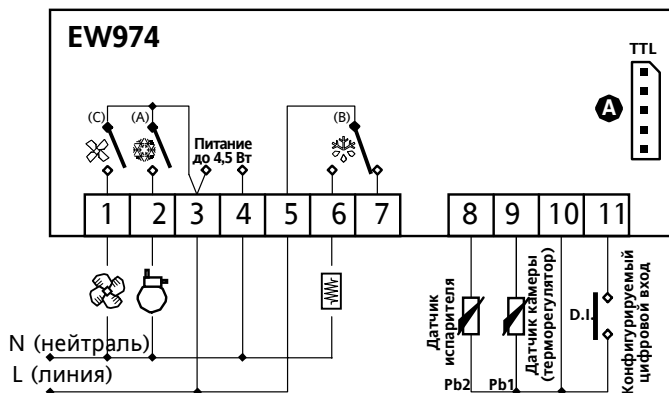 EW974
TTL
(C)
(A)
(B)
Питание
до 4,5 Вт
A
1 2 3 4 5 6 7 8 9 10 11
Датчик
испарителя
Датчик камеры
(терморегулятор)
D.I.
Конфигурируемый
цифровой вход
N (нейтраль)
L (линия)
Pb2
Pb1